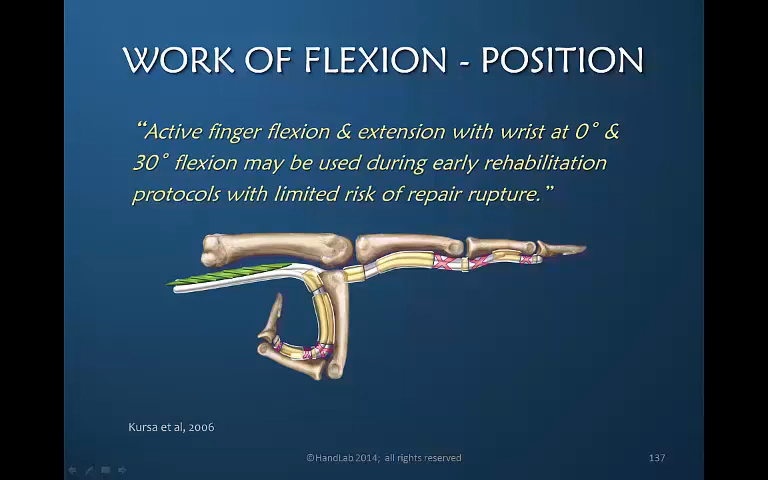 WORK OF FLEXION - POSITION
“Active finger flexion & extension with wrist at 0° &
30° flexion may be used during early rehabilitation
protocols with limited risk of repair rupture.”
Kursa et al, 2006
©HandLab 2014; all rights reserved
137